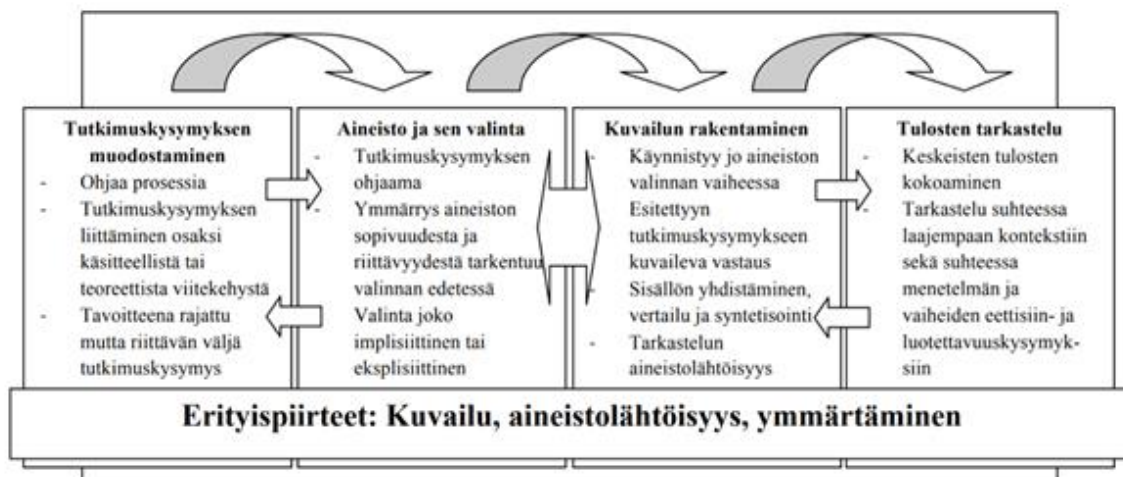 Tutkimuskysymyksen
muodostaminen
- Ohjaa prosessia
- Tutkimuskysymyksen
liittäminen osaksi
käsitteellistä tai
teoreettista viitekehystä
- Tavoitteena rajattu
mutta riittävän väljä
tutkimuskysymys
Aineisto ja sen valinta
- Tutkimuskysymyksen
ohjaama
- Ymmärrys aineiston
sopivuudesta ja
riittävyydestä tarkentuu
valinnan edetessä
Valinta joko
implisiittinen tai
eksplisiittinen
Kuvailun rakentaminen
- Käynnistyy jo aineiston
valinnan vaiheessa
Esitettyyn
tutkimuskysymykseen
kuvaileva vastaus
- Sisällön yhdistäminen,
vertailu ja syntetisointi
- Tarkastelun
aineistolähtöisyys
Tulosten tarkastelu
- Keskeisten tulosten
kokoaminen
- Tarkastelu suhteessa
laajempaan kontekstiin
sekä suhteessa
menetelmän ja
vaiheiden eettisiin- ja
luotettavuuskysymyk-
siin
Erityispiirteet: Kuvailu, aineistolähtöisyys, ymmärtäminen